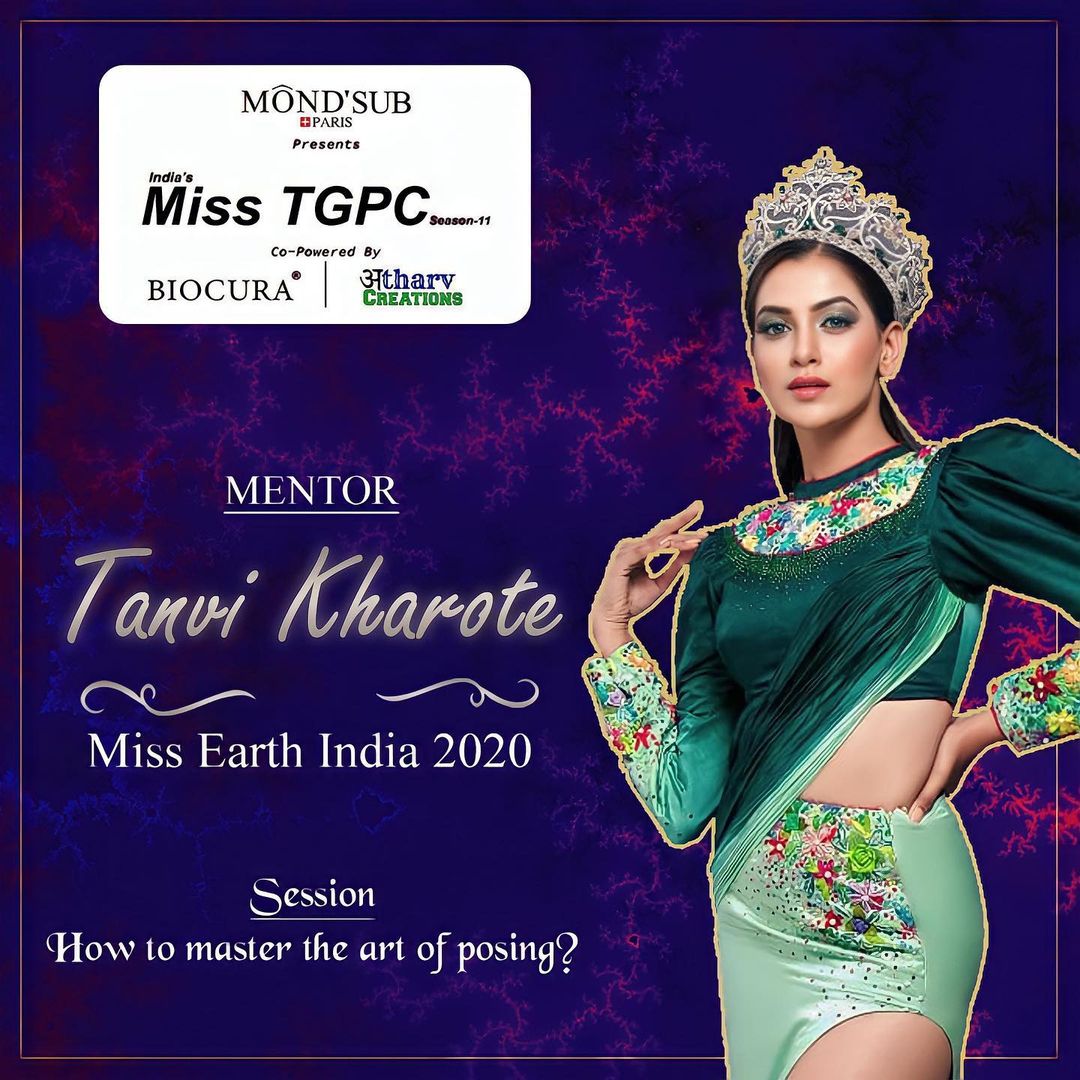 MÔND'SUB
PARIS
Presents
India's
Miss TGPC Season-11
Co-Powered By
BIOCURA® | अtharv
CREATIONS
MENTOR
Tanvi Kharote
Miss Earth India 2020
Session
How to master the art of posing?